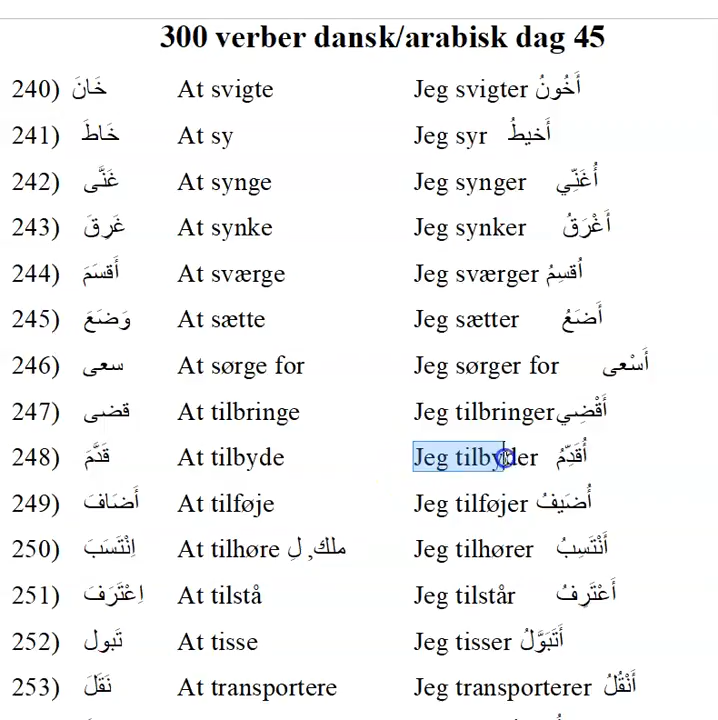 300 verber dansk/arabisk dag 45
240) خَانَ At svigte Jeg svigter أَخُونُ
241) خَاطَ At sy Jeg syr أَخيطُ
242) غَنَّى At synge Jeg synger أُغَنِّي
243) غَرِقَ At synke Jeg synker أَغْرَقُ
244) أَقسَمَ At sværge Jeg sværger اُقسِمُ
245) وَضَعَ At sætte Jeg sætter أَضَعُ
246) سعى At sørge for Jeg sørger for أَسْعى
247) قضى At tilbringe Jeg tilbringer أَقْضِي
248) قَدَّمَ At tilbyde Jeg tilbyder أُقَدِّمُ
249) أَضَافَ At tilføje Jeg tilføjer أُضَيفُ
250) اِنْتَسَبَ At tilhøre ملك, لِ Jeg tilhører أَنْتَسِبُ
251) اِعْتَرَفَ At tilstå Jeg tilstår أَعْتَرِفُ
252) تَبول At tisse Jeg tisser أَتَبَوَّلُ
253) نَقَلَ At transportere Jeg transporterer أَنْقُلُ